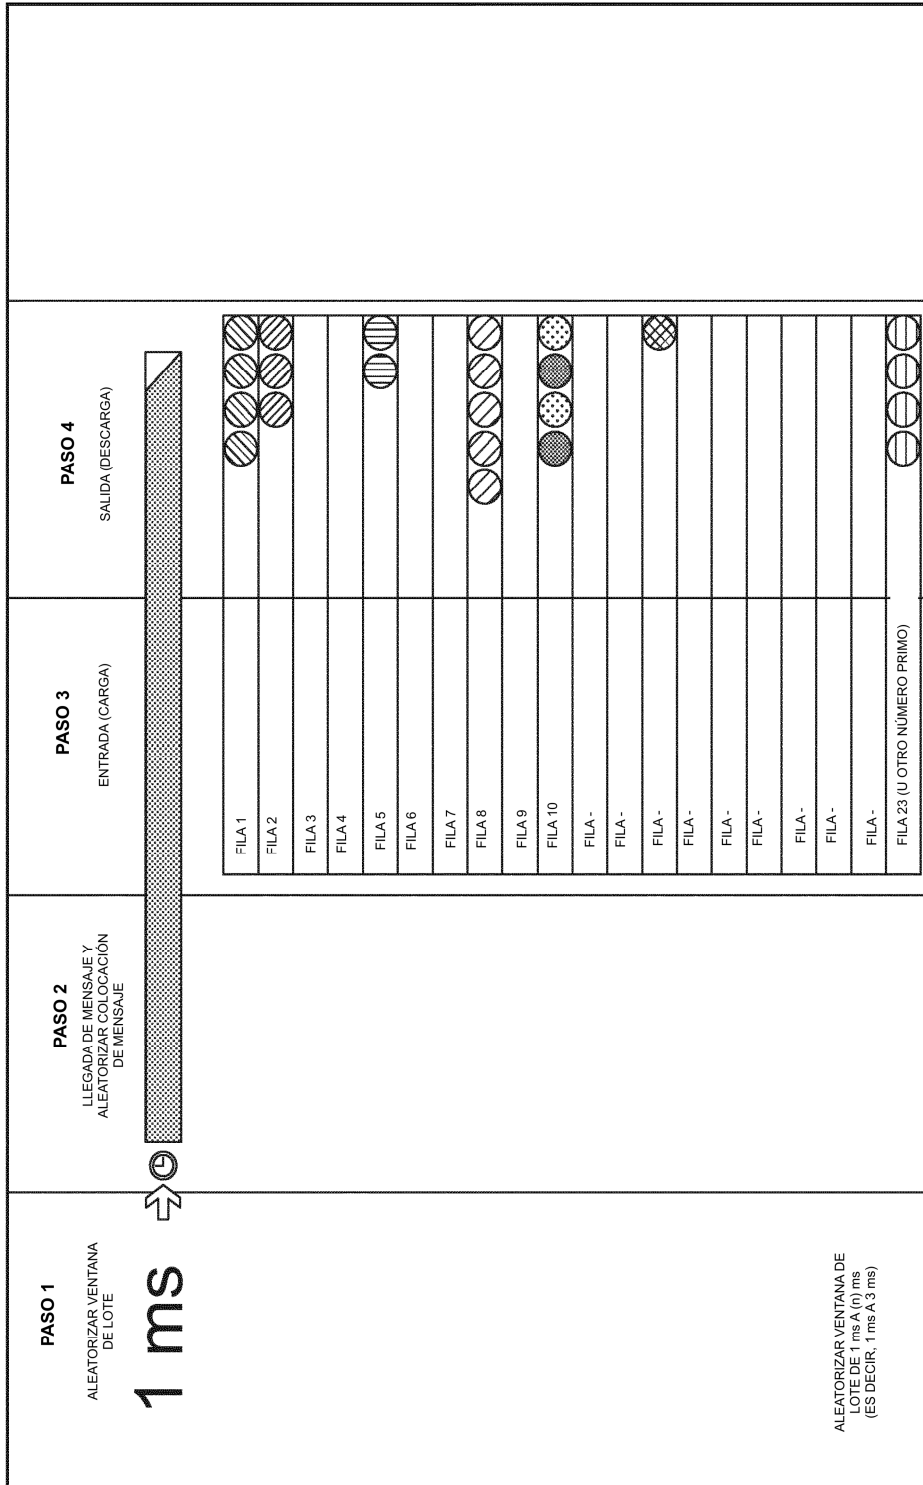 PASO 1
ALEATORIZAR VENTANA
DE LOTE
1 ms
ALEATORIZAR VENTANA DE
LOTE DE 1 ms A (n) ms
(ES DECIR, 1 ms A 3 ms)
PASO 2
LLEGADA DE MENSAJE Y
ALEATORIZAR COLOCACIÓN
DE MENSAJE
PASO 3
ENTRADA (CARGA)
PASO 4
SALIDA (DESCARGA)
FILA 1
FILA 2
FILA 3
FILA 4
FILA 5
FILA 6
FILA 7
FILA 8
FILA 9
FILA 10
FILA -
FILA -
FILA -
FILA -
FILA -
FILA -
FILA -
FILA -
FILA -
FILA 23 (U OTRO NÚMERO PRIMO)